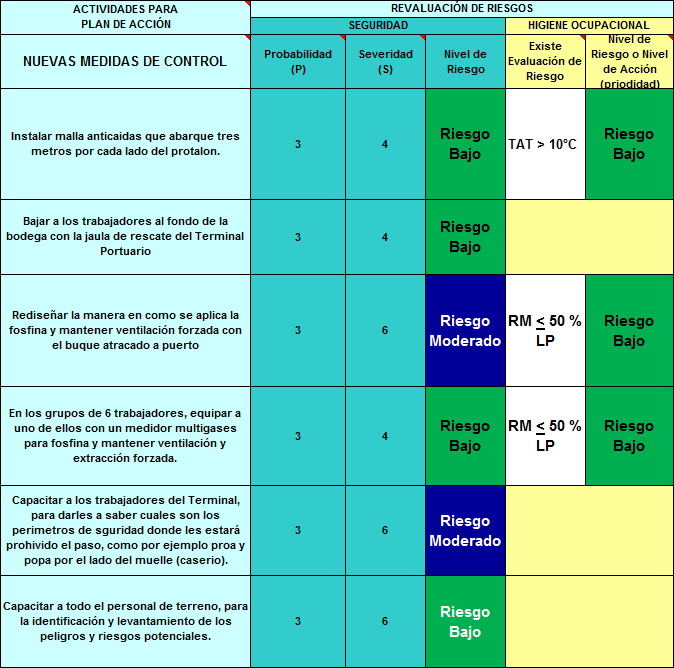 ACTIVIDADES PARA
PLAN DE ACCIÓN
REVALUACIÓN DE RIESGOS
SEGURIDAD
HIGIENE OCUPACIONAL
NUEVAS MEDIDAS DE CONTROL
Probabilidad
(P)
Severidad
(S)
Nivel de
Riesgo
Existe
Evaluación de
Riesgo
Nivel de
Riesgo o Nivel
de Acción
(priodidad)
Instalar malla anticaidas que abarque tres
metros por cada lado del protalon.
3
4
Riesgo
Bajo
TAT > 10°C
Riesgo
Bajo
Bajar a los trabajadores al fondo de la
bodega con la jaula de rescate del Terminal
Portuario
3
4
Riesgo
Bajo
Rediseñar la manera en como se aplica la
fosfina y mantener ventilación forzada con
el buque atracado a puerto
3
6
Riesgo
Moderado
RM < 50 %
LP
Riesgo
Bajo
En los grupos de 6 trabajadores, equipar a
uno de ellos con un medidor multigases
para fosfina y mantener ventilación y
extracción forzada.
3
4
Riesgo
Bajo
RM < 50 %
LP
Riesgo
Bajo
Capacitar a los trabajadores del Terminal,
para darles a saber cuales son los
perimetros de sguridad donde les estará
prohivido el paso, como por ejemplo proa y
popa por el lado del muelle (caserio).
3
6
Riesgo
Moderado
Capacitar a todo el personal de terreno, para
la identificación y levantamiento de los
peligros y riesgos potenciales.
3
6
Riesgo
Bajo